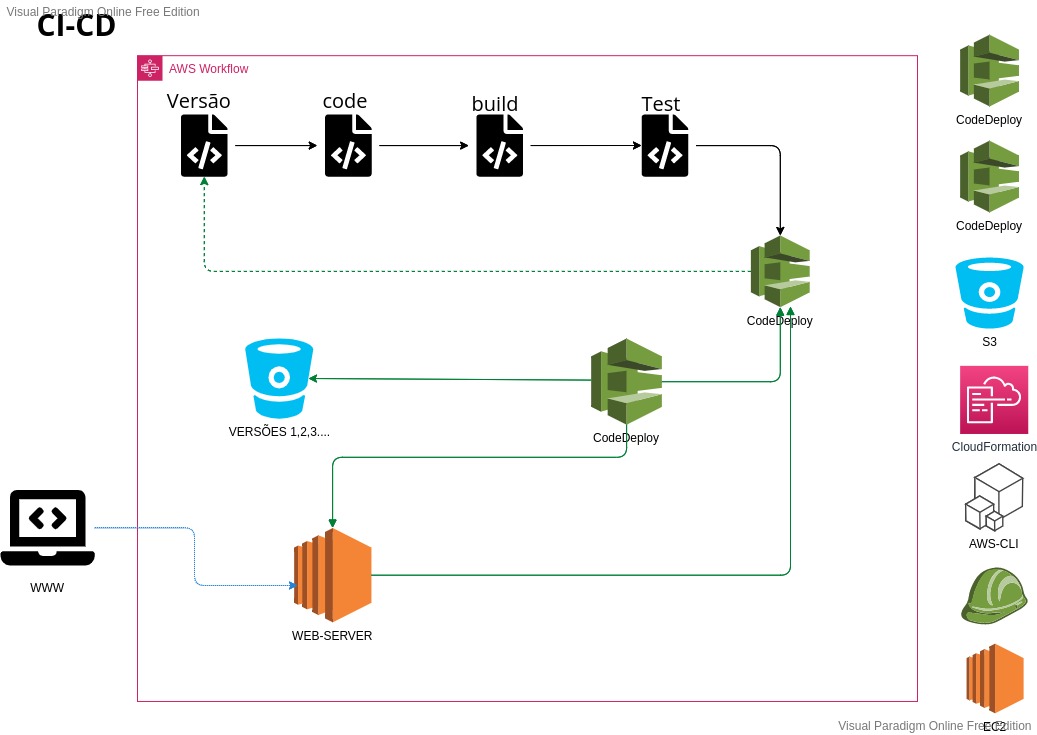 Visual Paradigm Online Free Edition
CI-CD
AWS Workflow
Versão
code
build
Test
CodeDeploy
CodeDeploy
VERSÕES 1,2,3....
WWW
WEB-SERVER
CodeDeploy
CodeDeploy
S3
CloudFormation
AWS-CLI
EC2
Visual Paradigm Online Free Edition